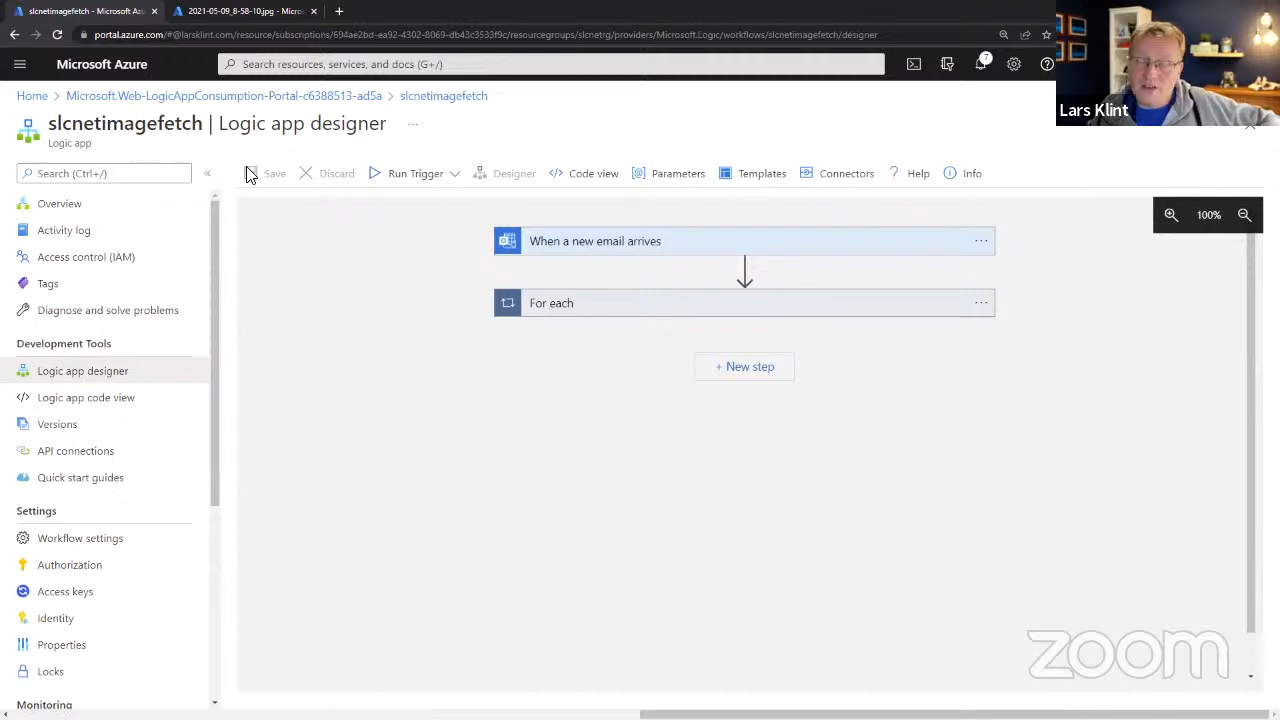 slcnetimagefetch - Microsoft Az
2021-05-09_8-58-10.jpg - Micros
portal.azure.com/#@larsklint.com/resource/subscriptions/694ae2bd-ea92-4302-8069-db43c3533f9c/resourcegroups/slcnetrg/providers/Microsoft.Logic/workflows/slcnetimagefetch/designer
Microsoft Azure
Search resources, services, and docs (G+/)
7
Home > Microsoft.Web-LogicAppConsumption-Portal-c6388513-ad5a > slcnetimagefetch
Lars Klint
slcnetimagefetch | Logic app designer ...
Logic app
Search (Ctrl+/)
«
Save
Discard
Run Trigger
Designer
Code view
Parameters
Templates
Connectors
Help
Info
Overview
Activity log
Access control (IAM)
Tags
Diagnose and solve problems
Development Tools
Logic app designer
Logic app code view
Versions
API connections
Quick start guides
Settings
Workflow settings
Authorization
Access keys
Identity
Properties
Locks
Monitoring
100%
When a new email arrives
...
For each
...
+ New step
zoom